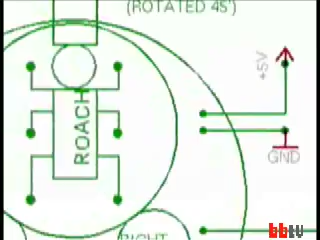 (ROTATED 45')
+5V
ROACH
GND
RIGHT
bbtv